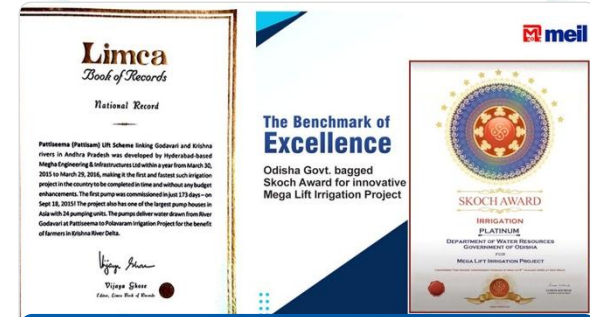 Limca
Book of Records
National Record
Pattiseema (Pattisam) Lift Scheme linking Godavari and Krishna
rivers in Andhra Pradesh was developed by Hyderabad-based
Megha Engineering & Infrastructures Ltd within a year from March 30,
2015 to March 29, 2016, making it the first and fastest such irrigation
project in the country to be completed in time and without any budget
enhancements. The first pump was commissioned in just 173 days – on
Sept 18, 2015! The project also has one of the largest pump houses in
Asia with 24 pumping units. The pumps deliver water drawn from River
Godavari at Pattiseema to Polavaram Irrigation Project for the benefit
of farmers in Krishna River Delta.
Vijaya Ghose
Vijaya Ghose
Editor, Limca Book of Records
meil
The Benchmark of
Excellence
Odisha Govt. bagged
Skoch Award for innovative
Mega Lift Irrigation Project
SKOCH AWARD
IRRIGATION
PLATINUM
DEPARTMENT OF WATER RESOURCES
GOVERNMENT OF ODISHA
FOR
MEGA LIFT IRRIGATION PROJECT